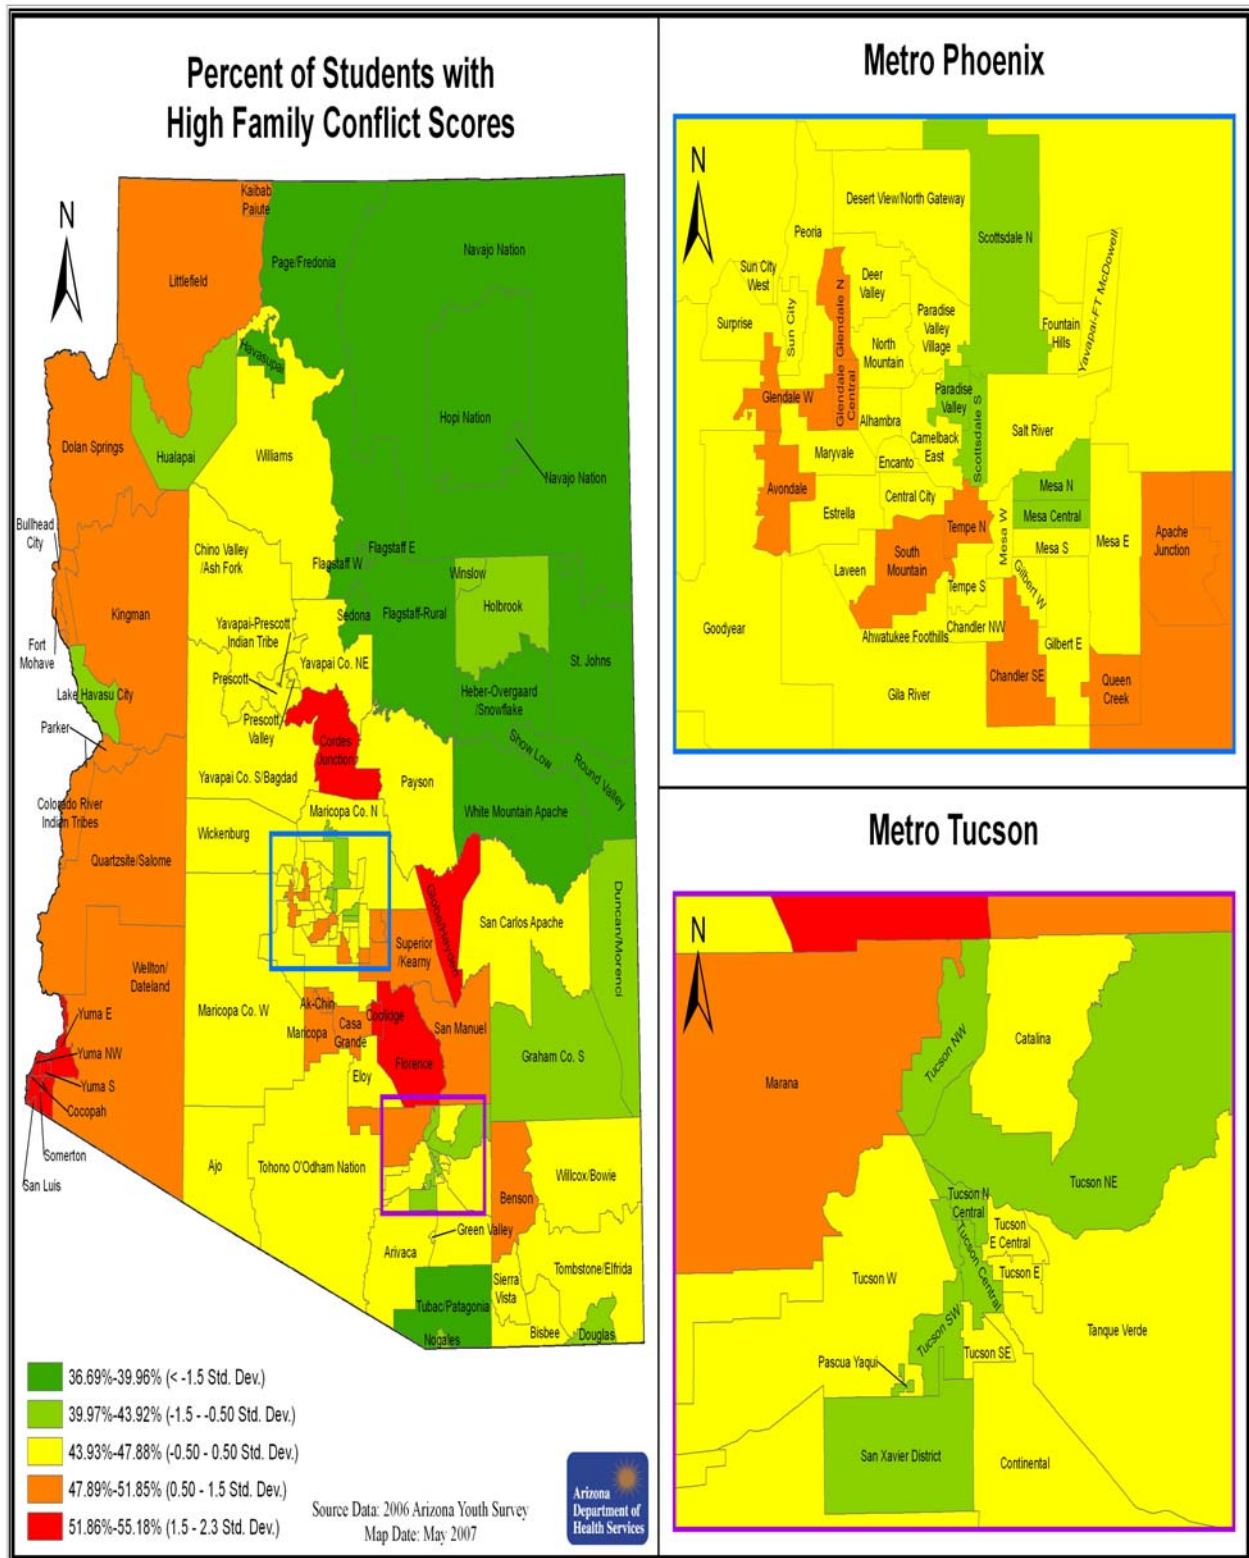 Percent of Students with
High Family Conflict Scores
N
Kaibab
Paiute
Page/Fredonia
Navajo Nation
Littlefield
Havasupai
Hopi Nation
Dolan Springs
Hualapai
Williams
Navajo Nation
Bullhead
City
Chino Valley
/Ash Fork
Flagstaff W
Flagstaff E
Winslow
Holbrook
Kingman
Sedona
Flagstaff-Rural
Yavapai-Prescott
Indian Tribe
Fort
Mohave
Yavapai Co. NE
St. Johns
Prescott
Lake Havasu City
Heber-Overgaard
/Snowflake
Parker
Prescott
Valley
Cordes
Junction
Show Low
Round Valley
Yavapai Co. S/Bagdad
Payson
Colorado River
Indian Tribes
Maricopa Co. N
White Mountain Apache
Wickenburg
Quartzsite/Salome
Globe/Hayden
Duncan/Morenci
San Carlos Apache
Superior
/Kearny
Wellton/
Dateland
Maricopa Co. W
Ak-Chin
Maricopa
Casa
Grande
Coolidge
San Manuel
Yuma E
Yuma NW
Florence
Graham Co. S
Eloy
Yuma S
Cocopah
Somerton
San Luis
Ajo
Tohono O'Odham Nation
Willcox/Bowie
Benson
Green Valley
Arivaca
Tombstone/Elfrida
Sierra
Vista
Tubac/Patagonia
Nogales
Bisbee
Douglas
36.69%-39.96% (< -1.5 Std. Dev.)
39.97%-43.92% (-1.5 - -0.50 Std. Dev.)
43.93%-47.88% (-0.50 - 0.50 Std. Dev.)
47.89%-51.85% (0.50 - 1.5 Std. Dev.)
51.86%-55.18% (1.5 - 2.3 Std. Dev.)
Source Data: 2006 Arizona Youth Survey
Map Date: May 2007
Arizona
Department of
Health Services
Metro Phoenix
N
Desert View/North Gateway
Peoria
Scottsdale N
Yavapai-FT McDowell
Sun City
West
Deer
Valley
Surprise
Sun City
Glendale N
Paradise
Valley
Village
Fountain
Hills
North
Mountain
Glendale W
Glendale
Central
Paradise
Valley
Scottsdale S
Alhambra
Salt River
Camelback
East
Maryvale
Encanto
Avondale
Central City
Mesa N
Estrella
Tempe N
Mesa W
Mesa Central
Apache
Junction
Mesa S
Mesa E
South
Mountain
Laveen
Tempe S
Gilbert W
Goodyear
Ahwatukee Foothills
Chandler NW
Gilbert E
Chandler SE
Queen
Creek
Gila River
Metro Tucson
N
Catalina
Tucson NW
Marana
Tucson NE
Tucson N
Central
Tucson
E Central
Tucson W
Tucson Central
Tucson E
Tucson SW
Tanque Verde
Pascua Yaqui
Tucson SE
San Xavier District
Continental